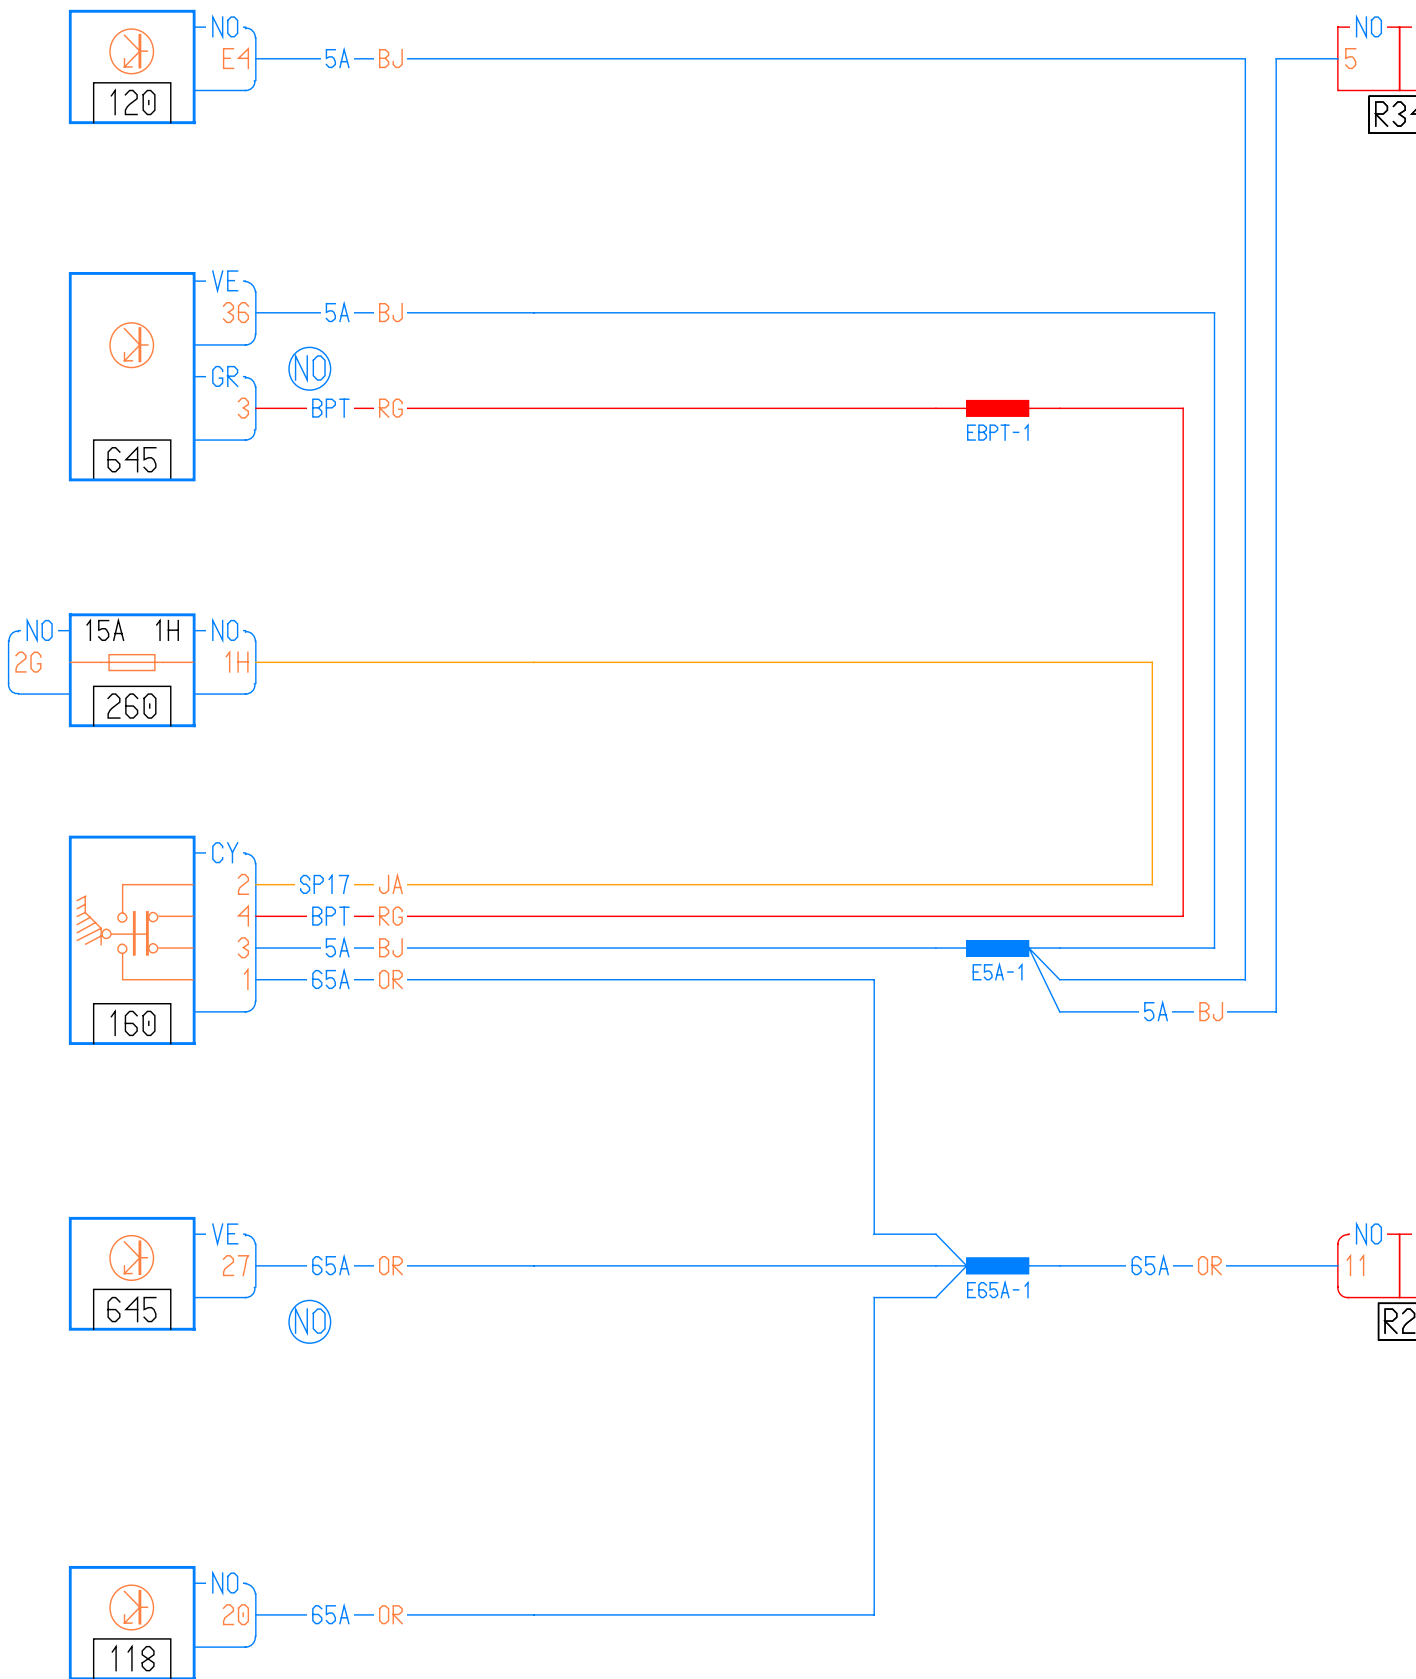 NO
E4 5A BJ
120
NO
5
R34
VE
36 5A BJ
NO
GR
3 BPT RG
EBPT-1
645
NO 15A 1H NO
2G 1H
260
CY
2 SP17 JA
4 BPT RG
3 5A BJ
E5A-1
1 65A OR
5A BJ
160
VE
27 65A OR
E65A-1
65A OR
NO
11
R2
645
NO
NO
20 65A OR
118